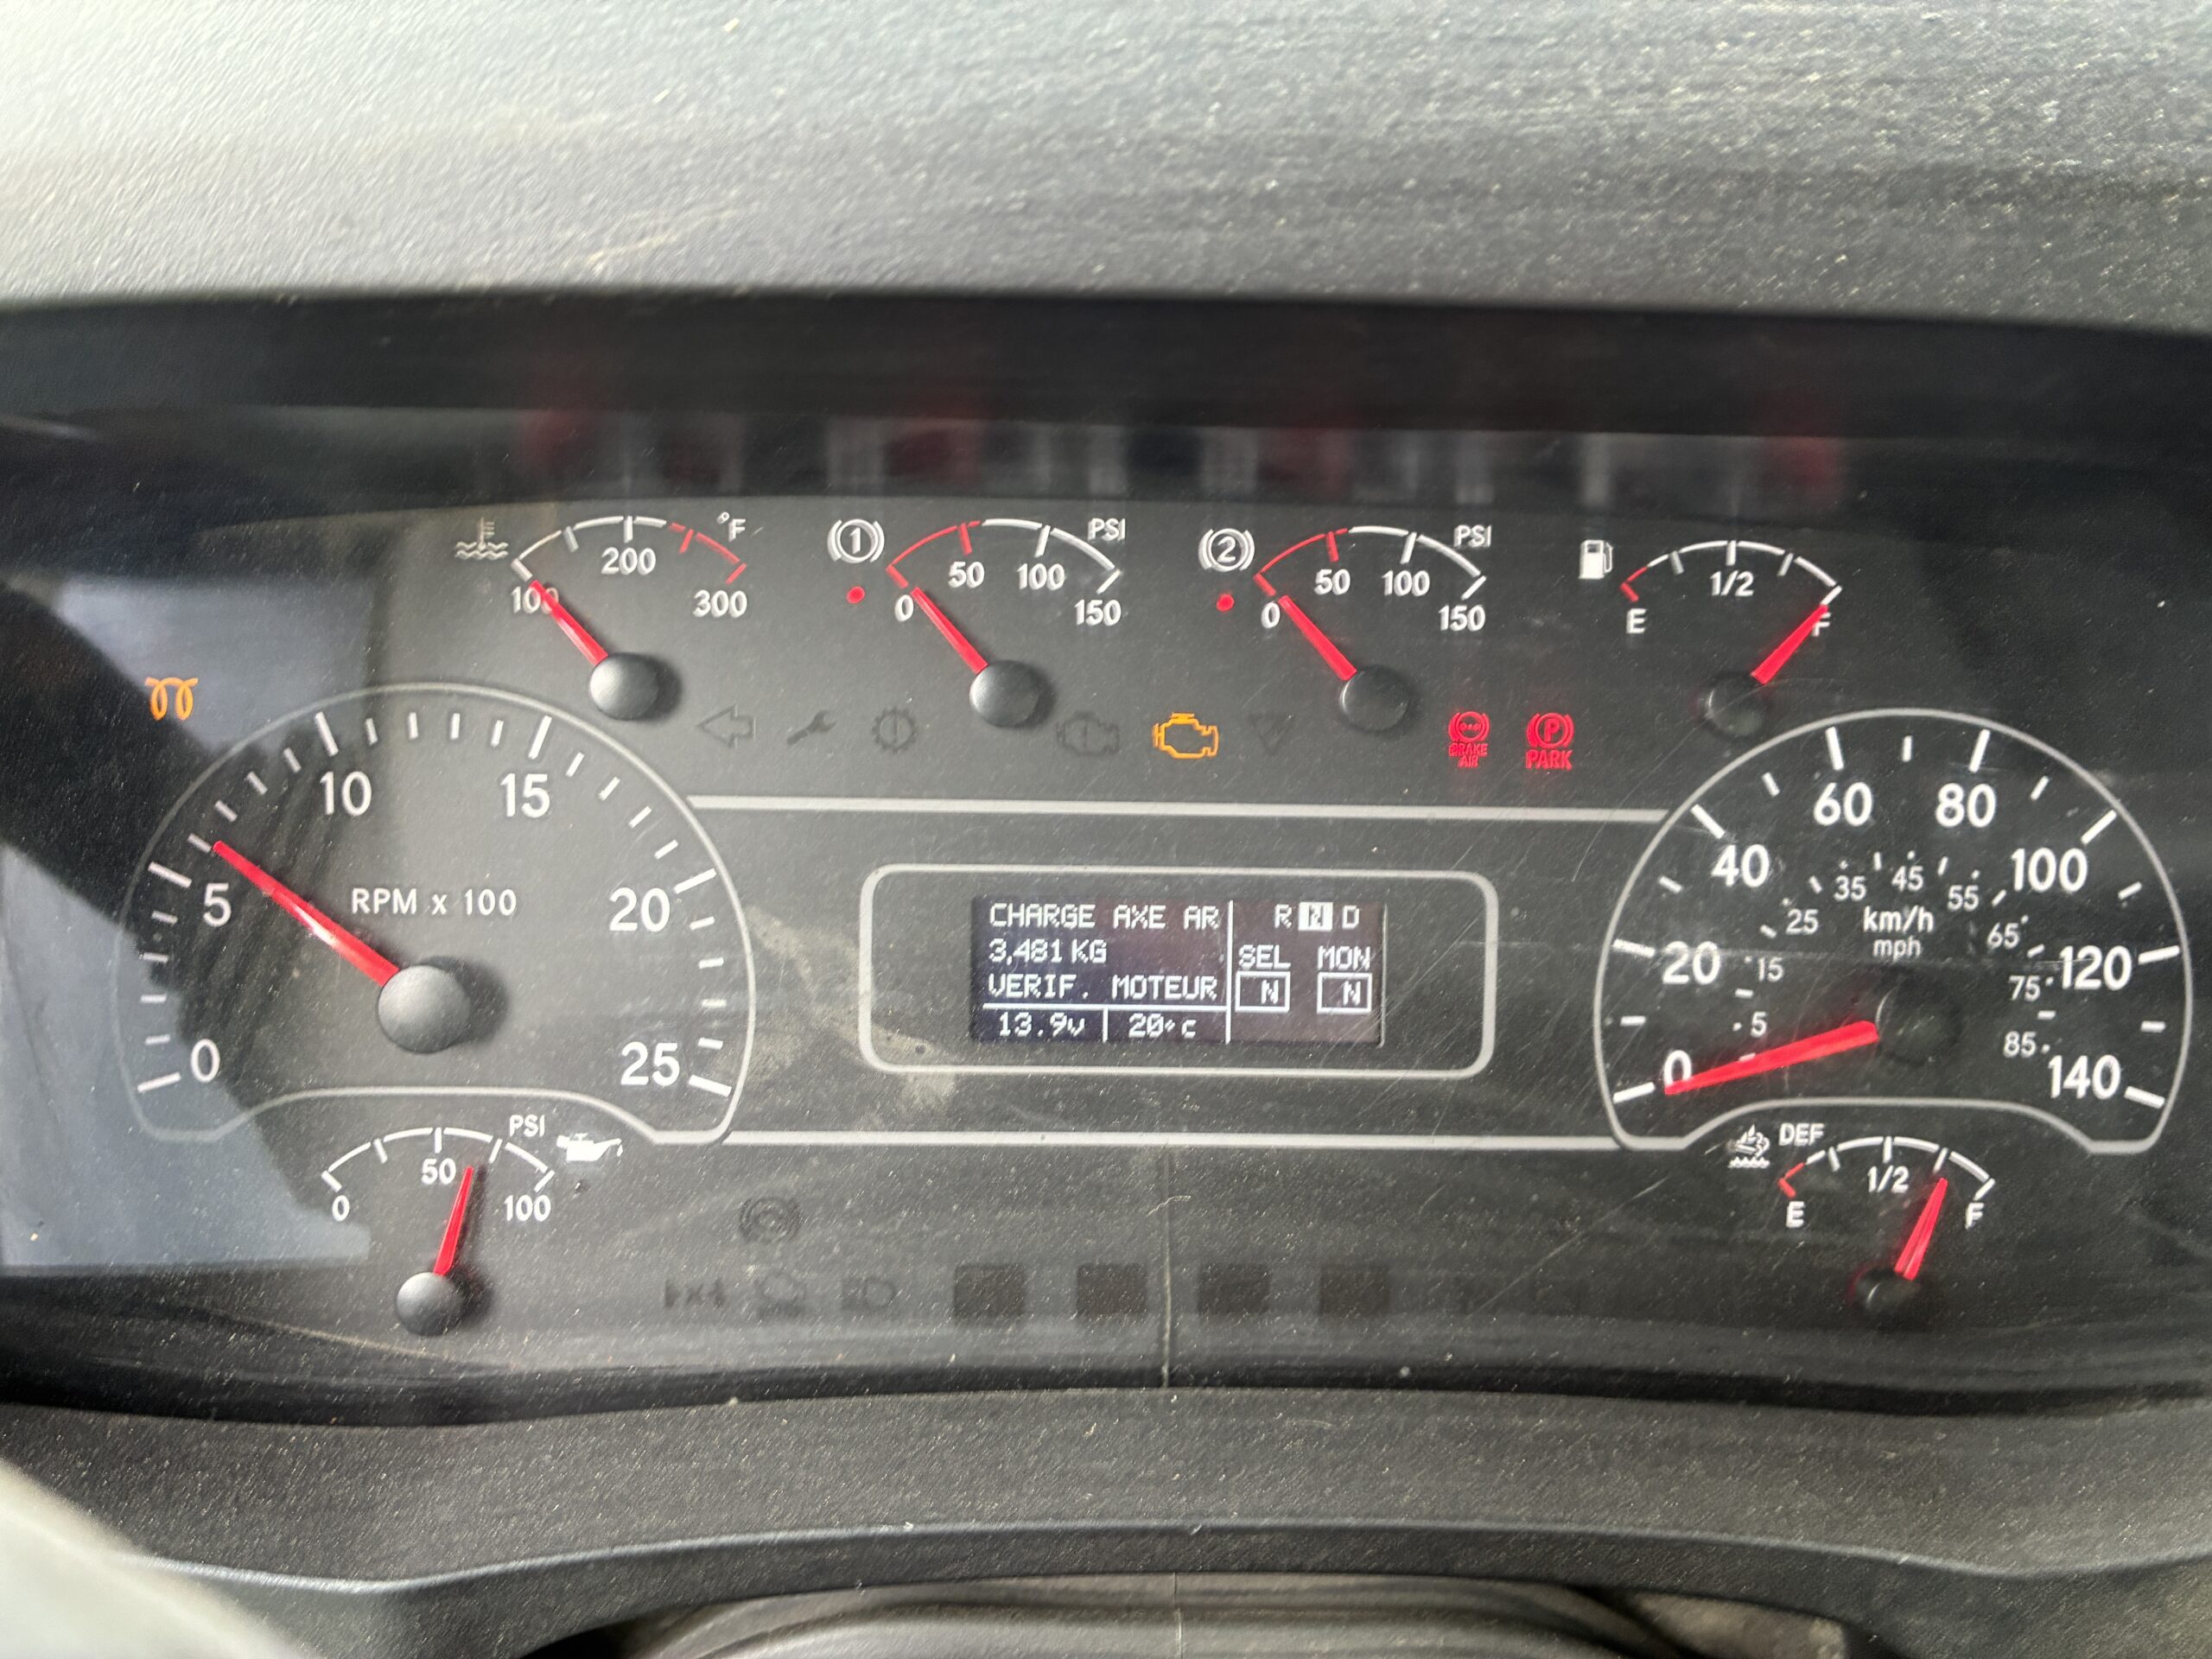 °F
100
200
300
1
PSI
0
50
100
150
2
PSI
0
50
100
150
E
1/2
F
BRAKE
AIR
P
PARK
0
5
10
15
20
25
RPM x 100
CHARGE AXE AR
3,481 KG
VERIF. MOTEUR
13.9v
20°c
R N D
SEL MON
N N
0
20
40
60
80
100
120
140
km/h
mph
5
15
25
35
45
55
65
75
85
PSI
0
50
100
DEF
E
1/2
F